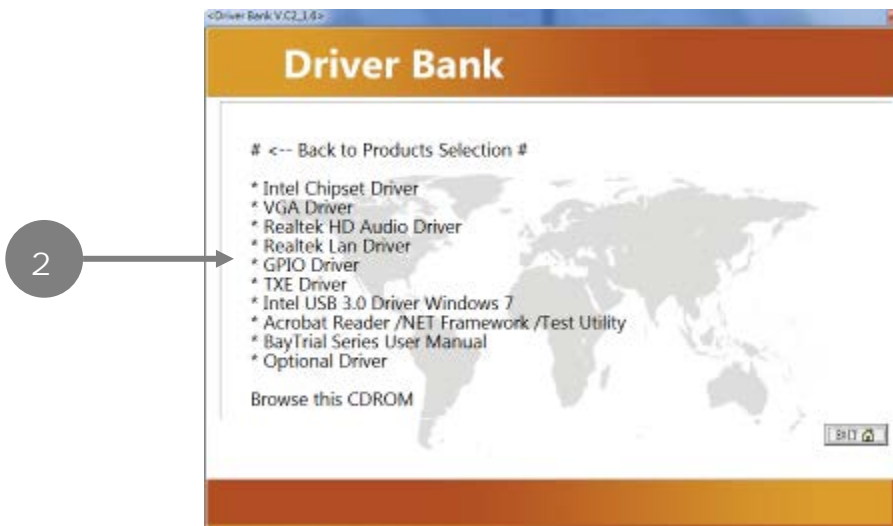 <Driver Bank V.C2_1.6>
Driver Bank
# <-- Back to Products Selection #
* Intel Chipset Driver
* VGA Driver
* Realtek HD Audio Driver
* Realtek Lan Driver
2
* GPIO Driver
* TXE Driver
* Intel USB 3.0 Driver Windows 7
* Acrobat Reader /NET Framework /Test Utility
* BayTrial Series User Manual
* Optional Driver
Browse this CDROM
EXIT